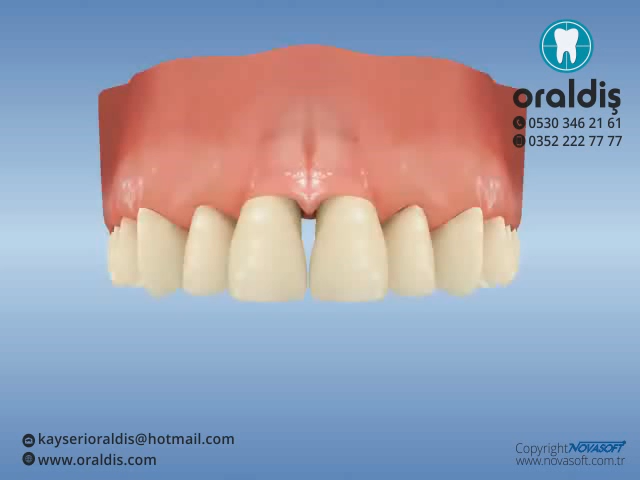 oraldiş
0530 346 21 61
0352 222 77 77
kayserioraldis@hotmail.com
www.oraldis.com
Copyright NOVASOFT
www.novasoft.com.tr